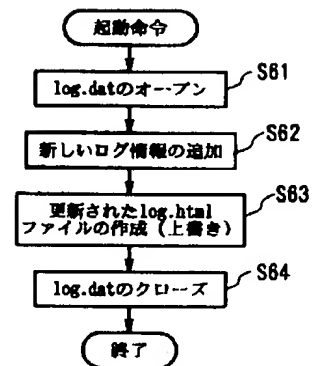 起動命令
log.datのオープン
S61
新しいログ情報の追加
S62
更新されたlog.html
ファイルの作成(上書き)
S63
log.datのクローズ
S64
終了